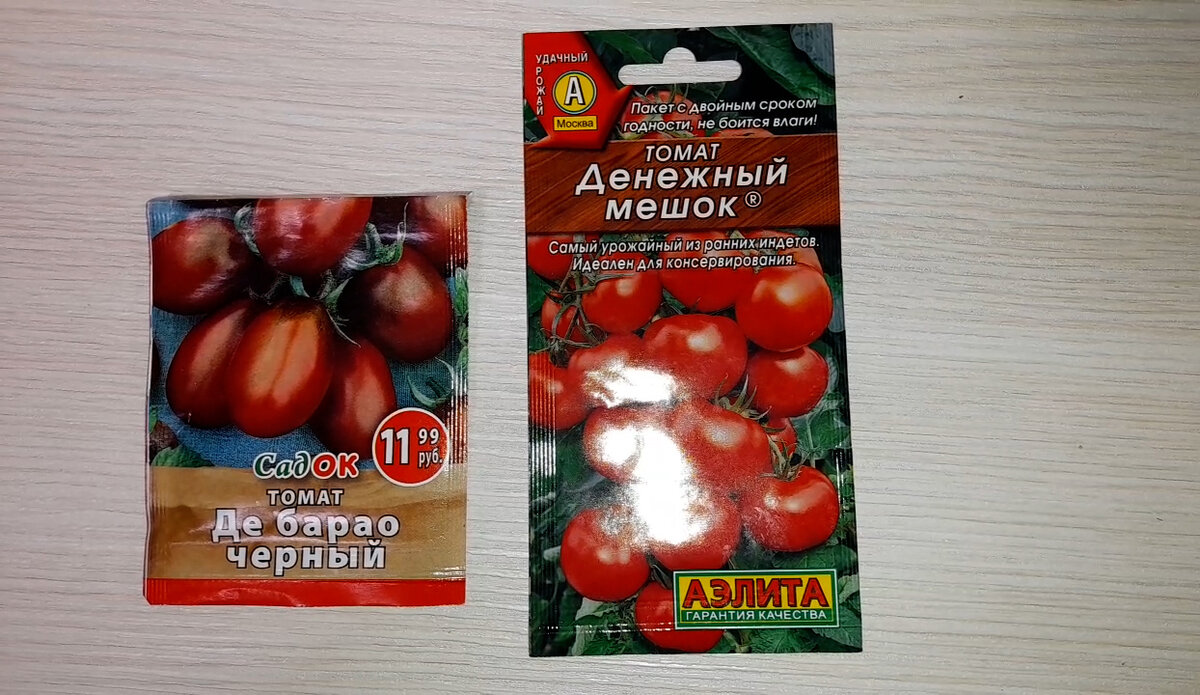 11 99
руб.
СадОК
ТОМАТ
Де барао
черный
УДАЧНЫЙ
УРОЖАЙ
А
Москва
Пакет с двойным сроком
годности, не боится влаги!
ТОМАТ
Денежный
мешок®
Самый урожайный из ранних индетов.
Идеален для консервирования.
АЭЛИТА
ГАРАНТИЯ КАЧЕСТВА